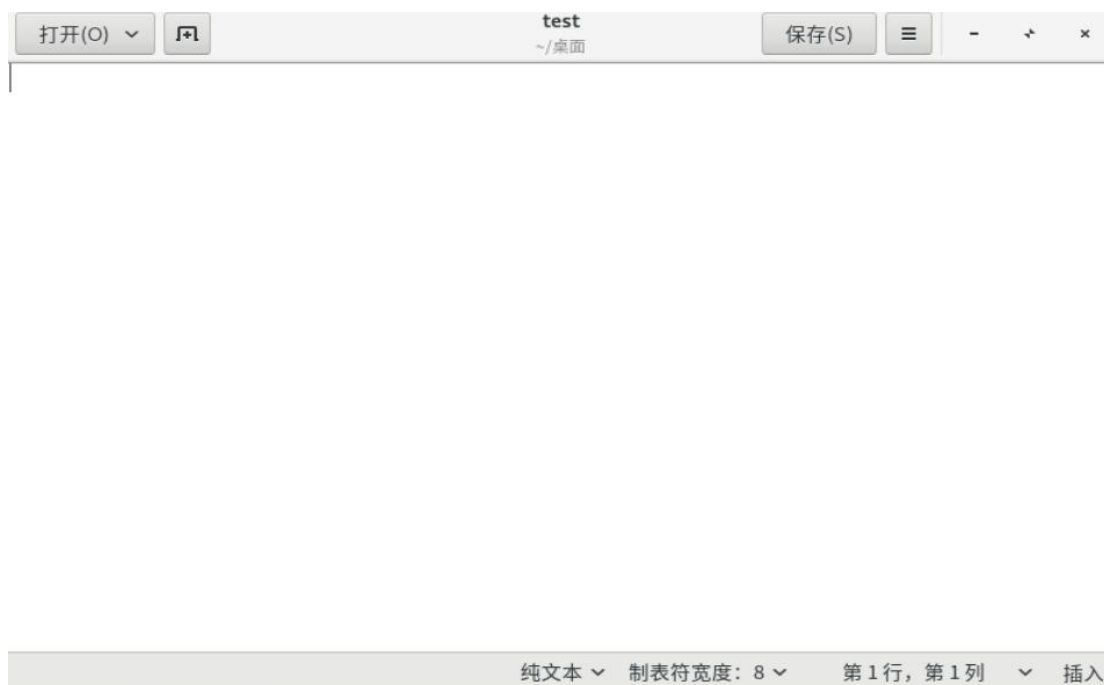 打开(O) test 保存(S)
~/桌面
纯文本 制表符宽度：8 第 1 行，第 1 列 插入